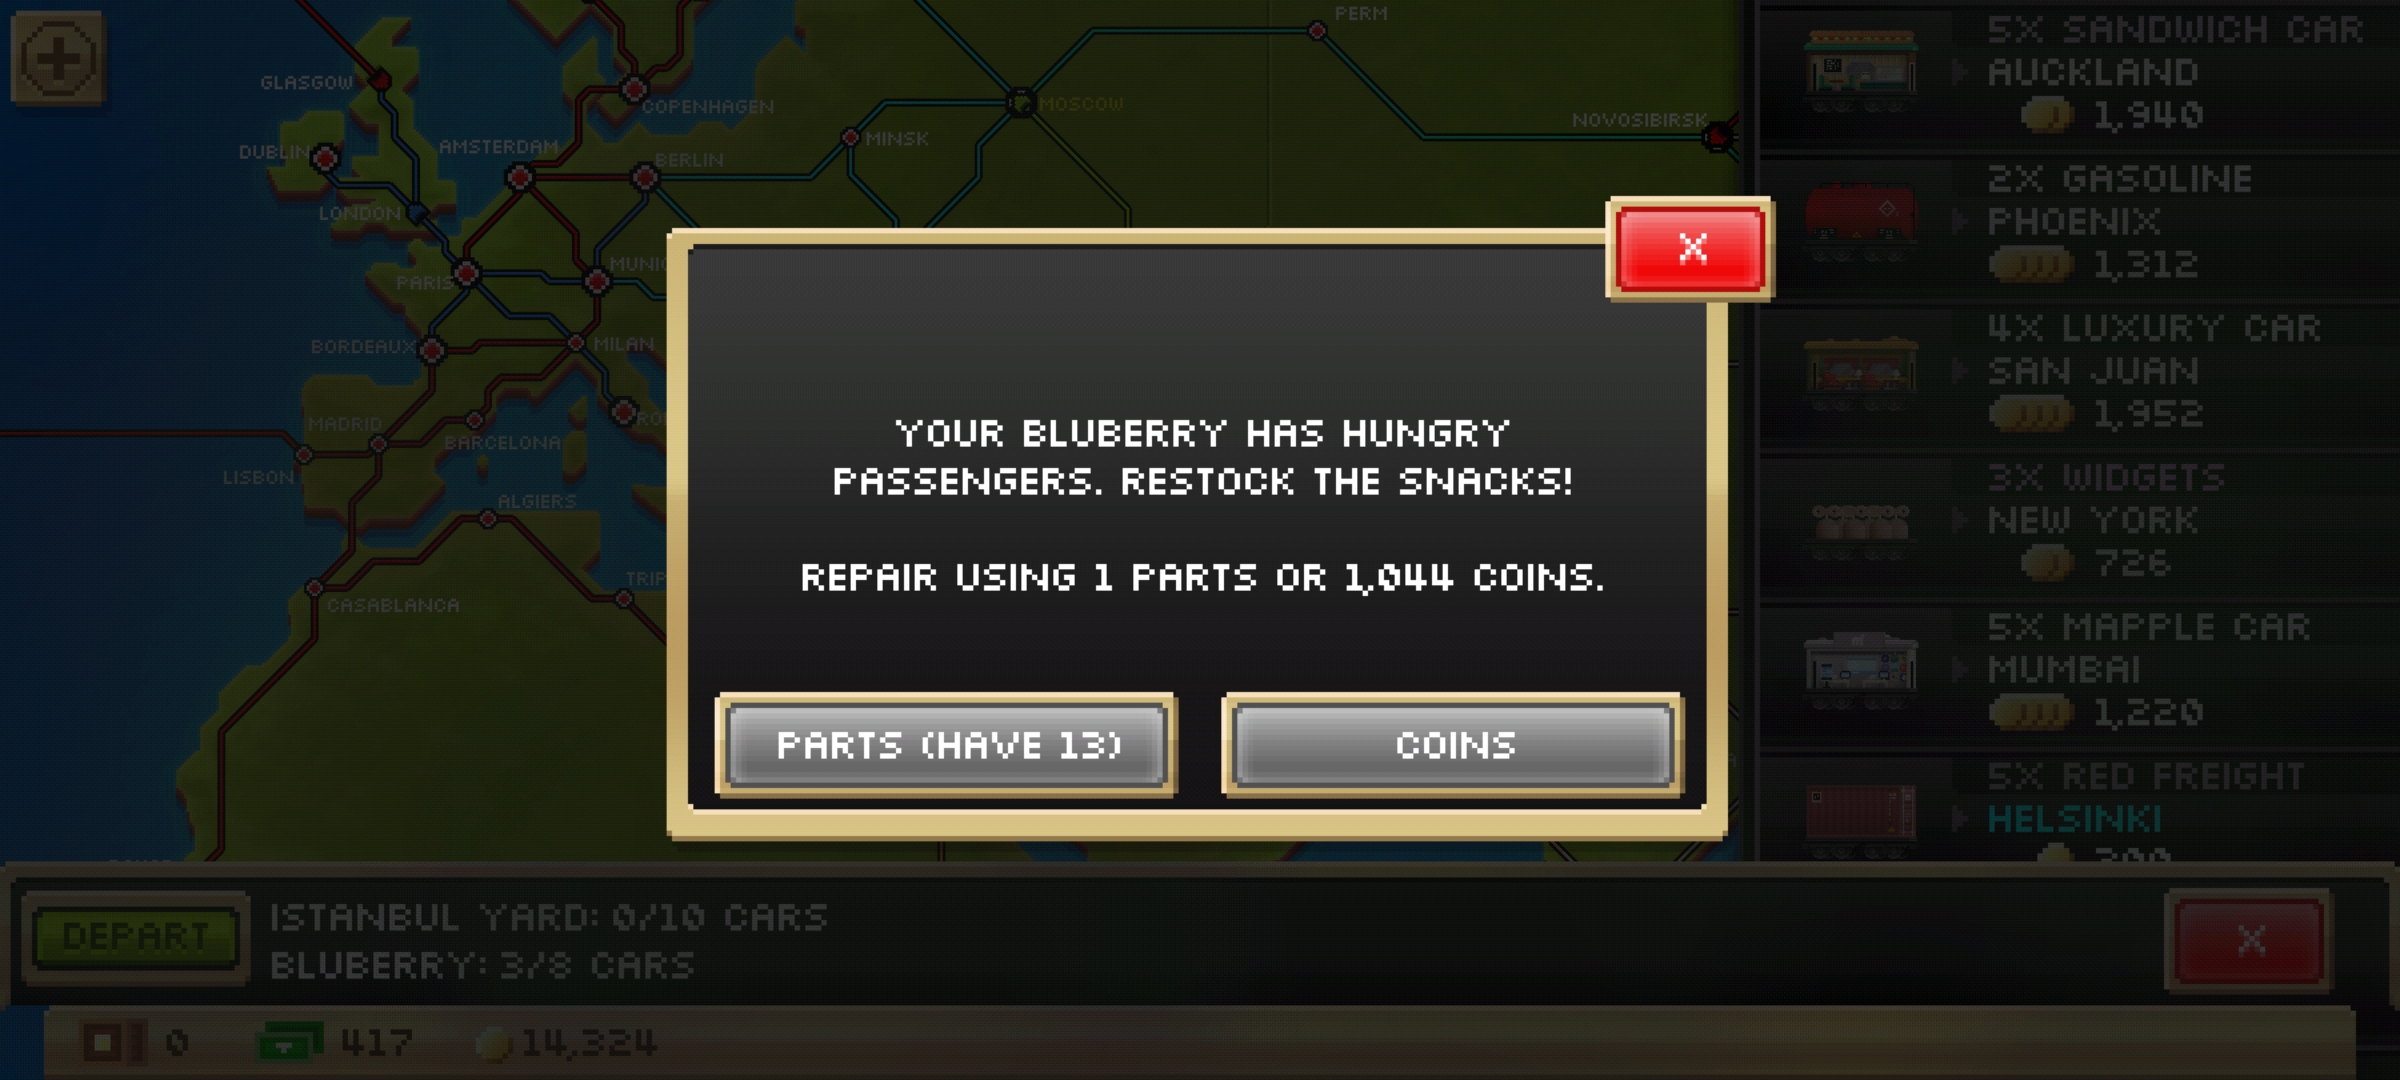 GLASGOW
DUBLIN
LONDON
AMSTERDAM
COPENHAGEN
BERLIN
MINSK
MOSCOW
PERM
NOVOSIBIRSK
PARIS
MUNIC
BORDEAUX
MILAN
MADRID
BARCELONA
LISBON
ALGIERS
CASABLANCA
TRIP
X
YOUR BLUBERRY HAS HUNGRY
PASSENGERS. RESTOCK THE SNACKS!
REPAIR USING 1 PARTS OR 1,044 COINS.
PARTS (HAVE 13)
COINS
5X SANDWICH CAR
AUCKLAND
1,940
2X GASOLINE
PHOENIX
1,312
4X LUXURY CAR
SAN JUAN
1,952
3X WIDGETS
NEW YORK
726
5X MAPPLE CAR
MUMBAI
1,220
5X RED FREIGHT
HELSINKI
DEPART
ISTANBUL YARD: 0/10 CARS
BLUBERRY: 3/8 CARS
X
0
417
14,324